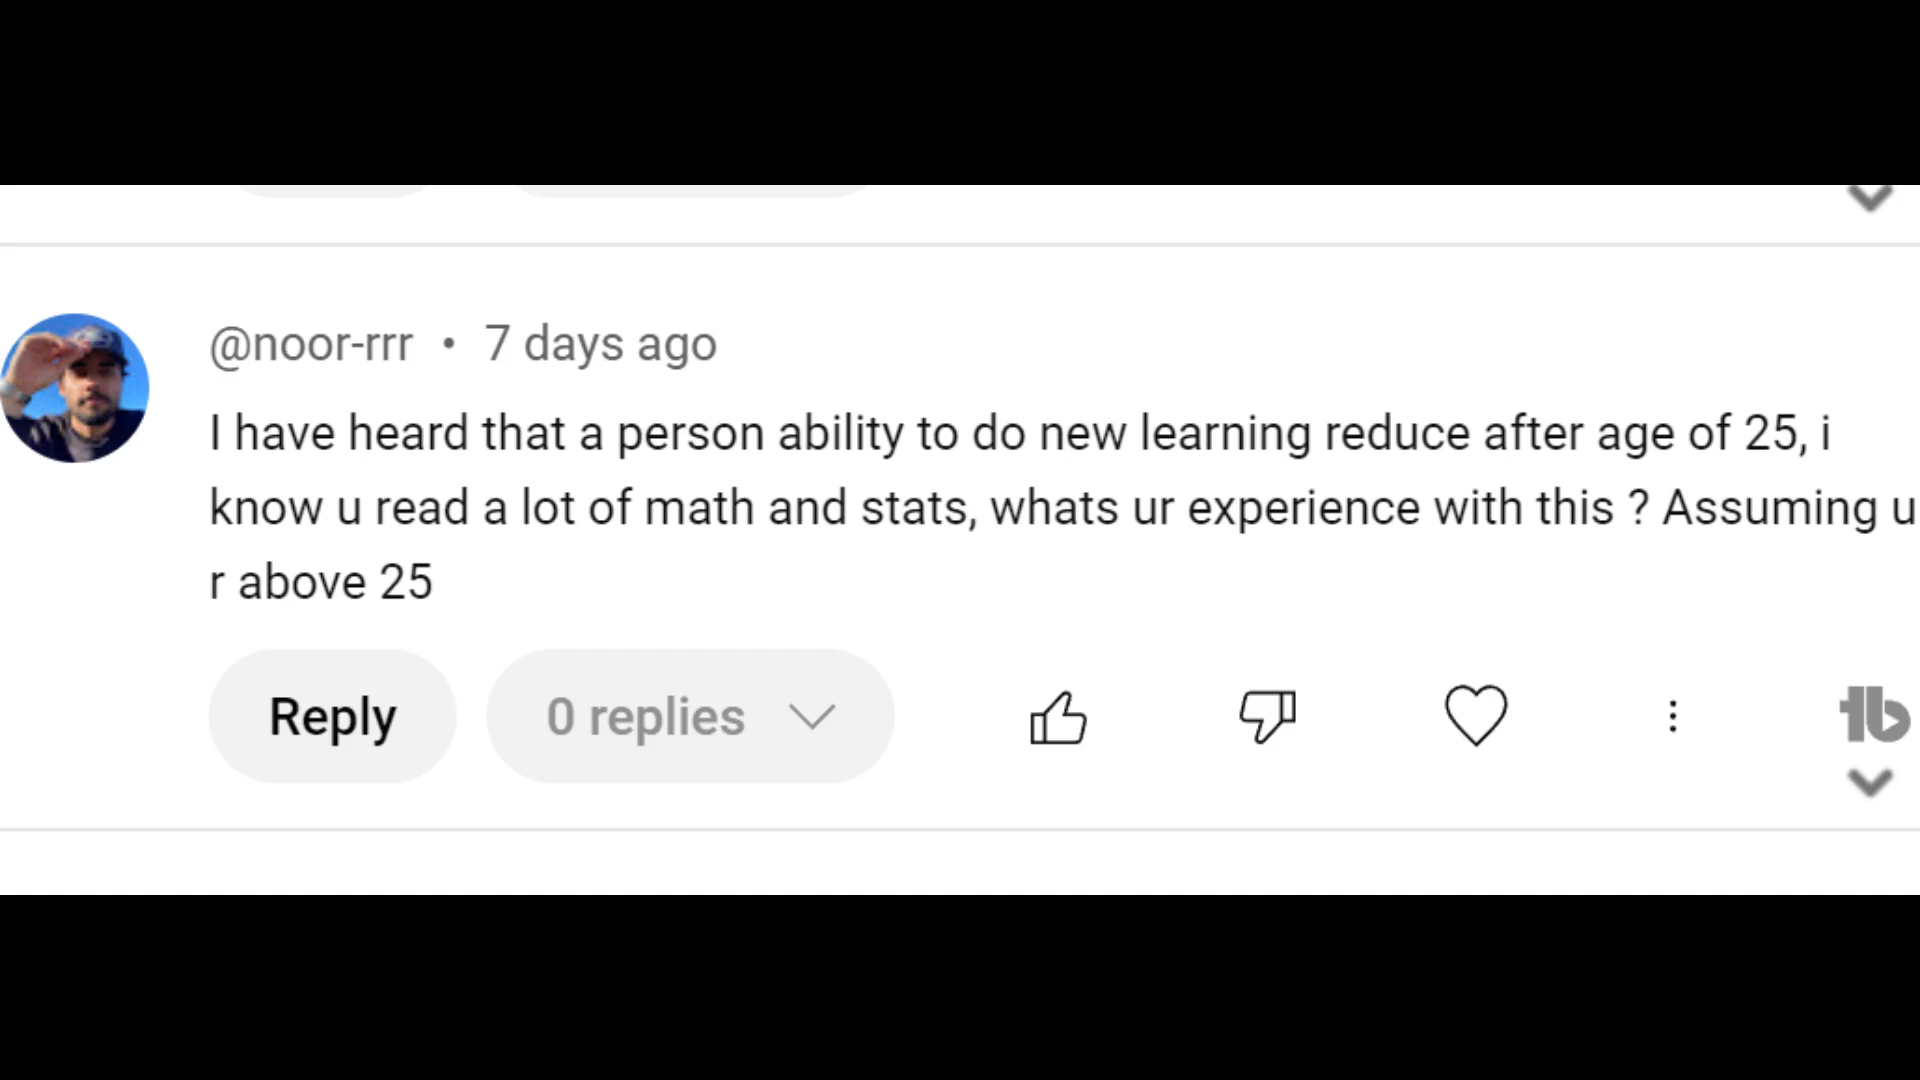 @noor-rrr • 7 days ago
I have heard that a person ability to do new learning reduce after age of 25, i
know u read a lot of math and stats, whats ur experience with this ? Assuming u
r above 25
Reply 0 replies
tb